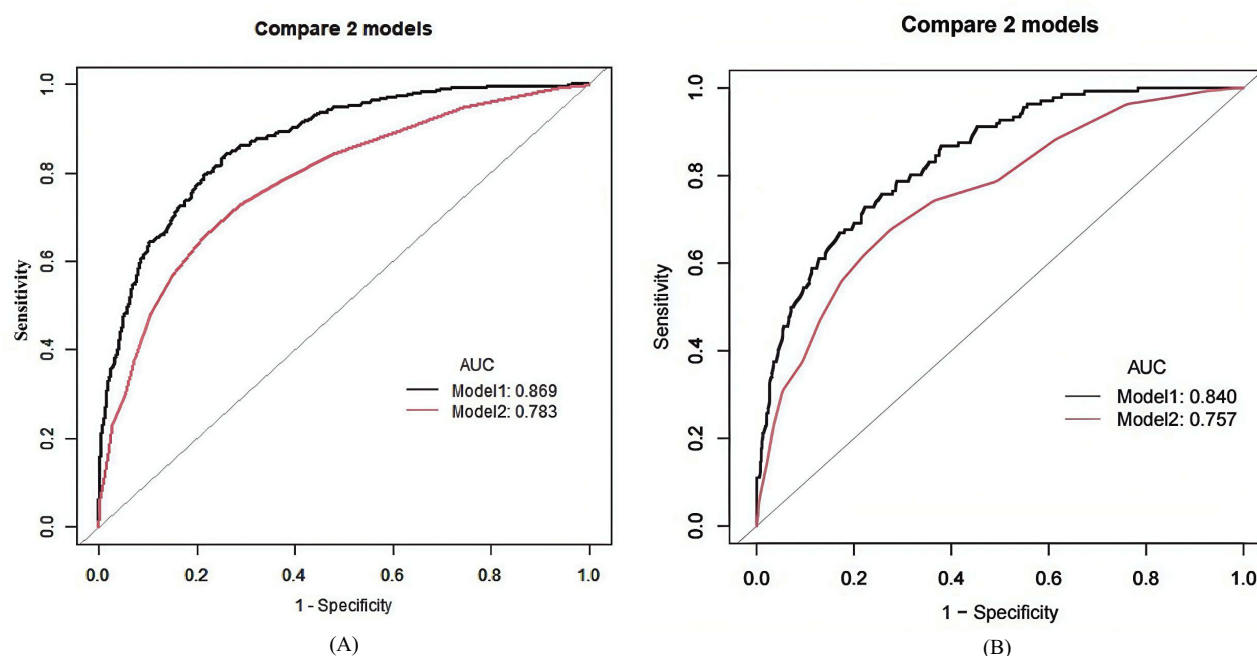 Compare 2 models
Sensitivity
1.0
0.8
0.6
0.4
0.2
0.0
AUC
Model1: 0.869
Model2: 0.783
0.0 0.2 0.4 0.6 0.8 1.0
1 - Specificity
(A)
Compare 2 models
Sensitivity
1.0
0.8
0.6
0.4
0.2
0.0
AUC
Model1: 0.840
Model2: 0.757
0.0 0.2 0.4 0.6 0.8 1.0
1 − Specificity
(B)